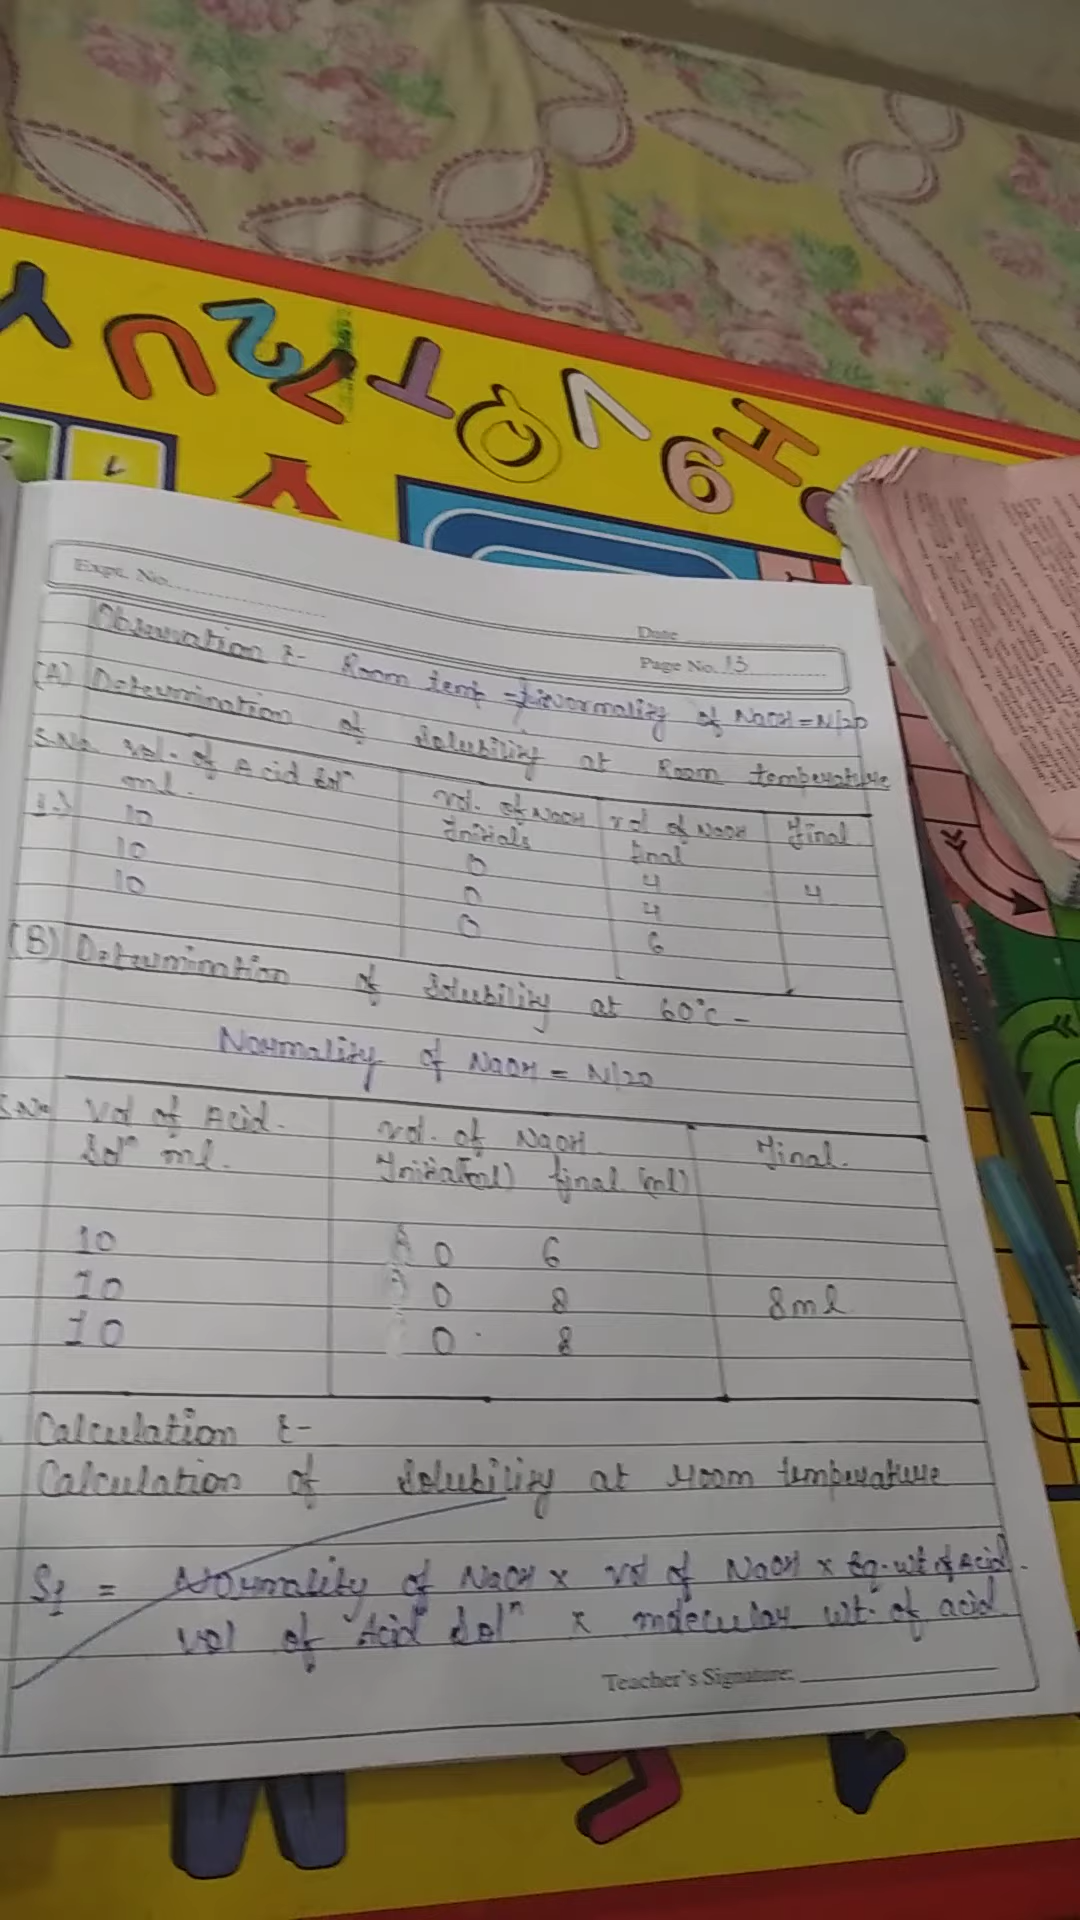 Y U 2 T Q V 9 H
Y
Expt. No.
Date
Page No. 13
Observation :- Room temp = Normality of NaOH = N/20
(A) Determination of Solubility at Room temperature
S.No. vol. of Acid Solⁿ ml. vol. of NaOH Initials vol of NaOH final Final
1.) 10 0 4 4
10 0 4
10 0 6
(B) Determination of Solubility at 60°C -
Normality of NaOH = N/20
S.No Vol of Acid Solⁿ ml. vol. of NaOH Initial(ml) final (ml) Final.
10 0 6
10 0 8 8ml
10 0 8
Calculation :-
Calculation of Solubility at room temperature
S1 = Normality of NaOH x vol of NaOH x Eq. wt of Acid
vol of Acid Solⁿ x molecular wt. of acid
Teacher's Signature: